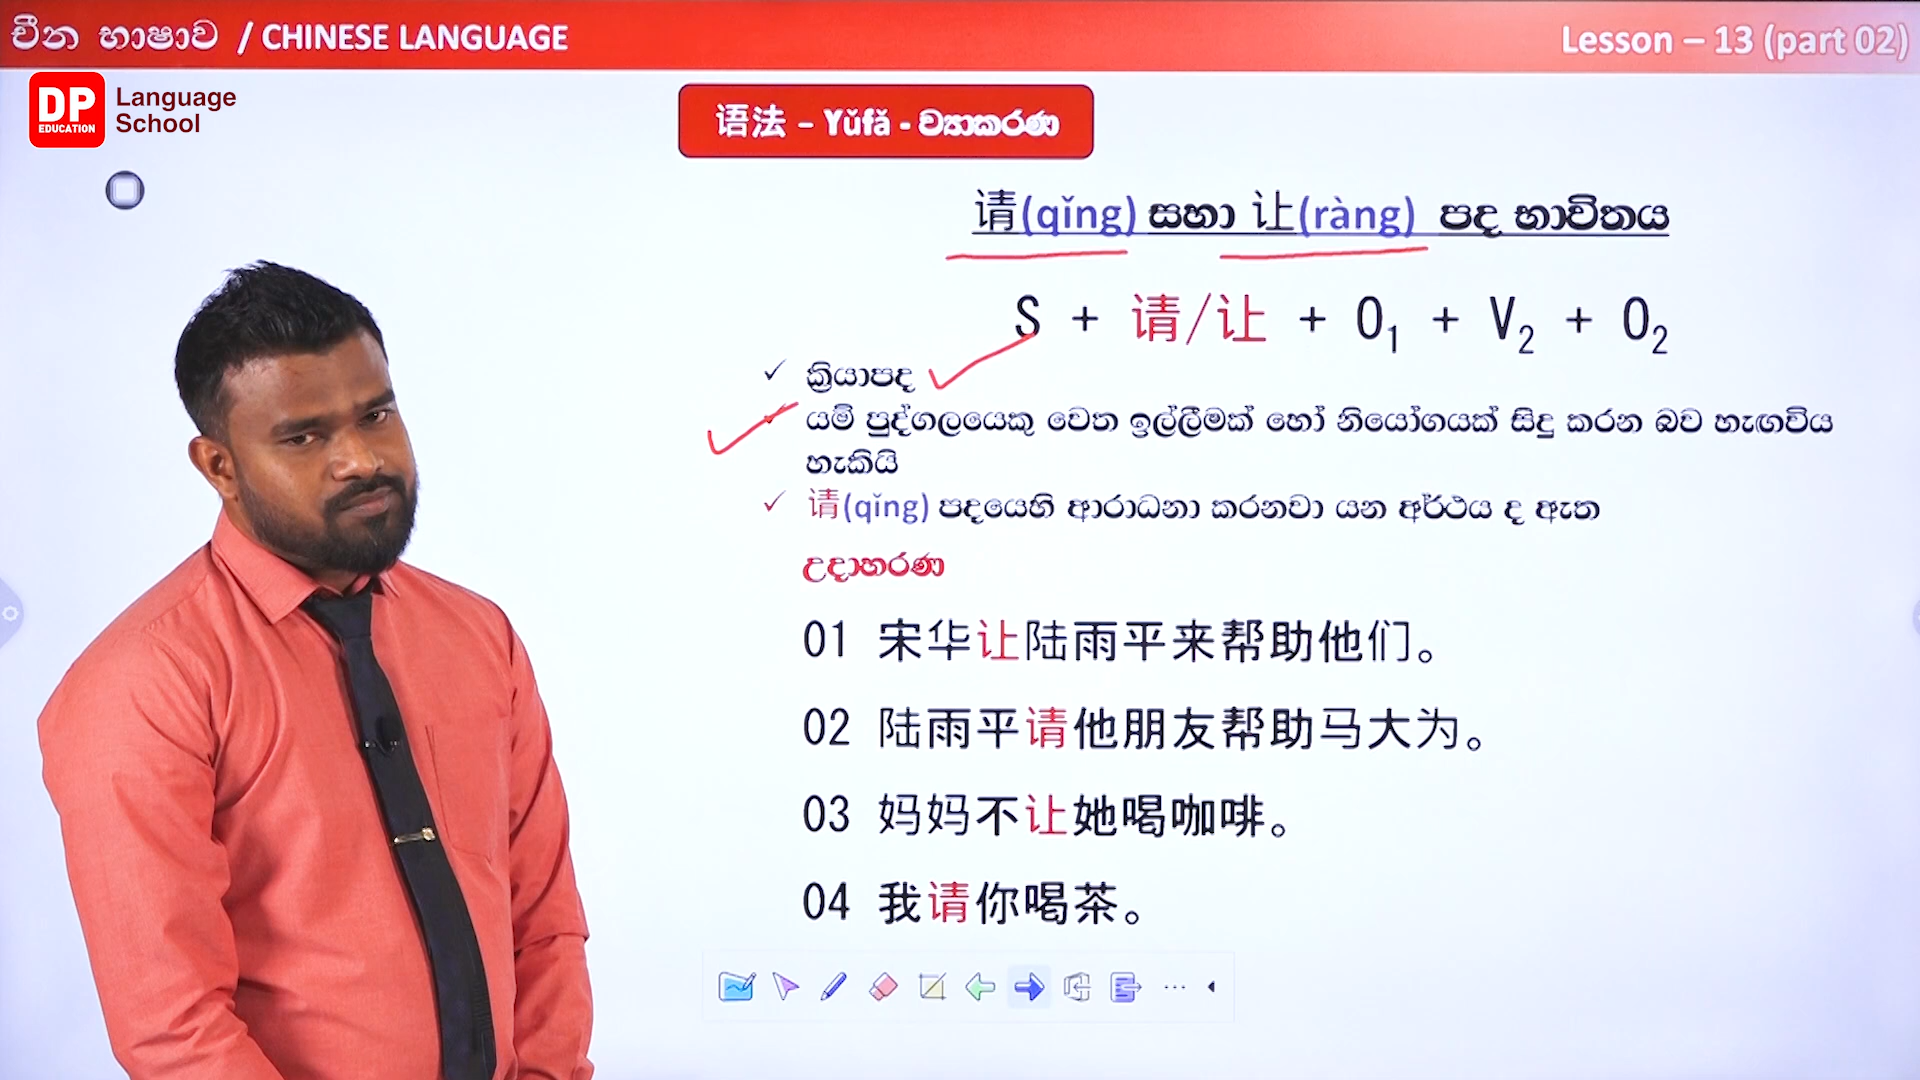 චීන භාෂාව / CHINESE LANGUAGE
Lesson – 13 (part 02)
DP EDUCATION
Language School
语法 – Yǔfǎ - ව්‍යාකරණ
请(qǐng) සහා 让(ràng) පද භාවිතය
S + 请/让 + O₁ + V₂ + O₂
✓ ක්‍රියාපද
✓ යම් පුද්ගලයෙකු වෙත ඉල්ලීමක් හෝ නියෝගයක් සිදු කරන බව හැඟවිය
හැකියි
✓ 请(qǐng) පදයෙහි ආරාධනා කරනවා යන අර්ථය ද ඇත
උදාහරණ
01 宋华让陆雨平来帮助他们。
02 陆雨平请他朋友帮助马大为。
03 妈妈不让她喝咖啡。
04 我请你喝茶。